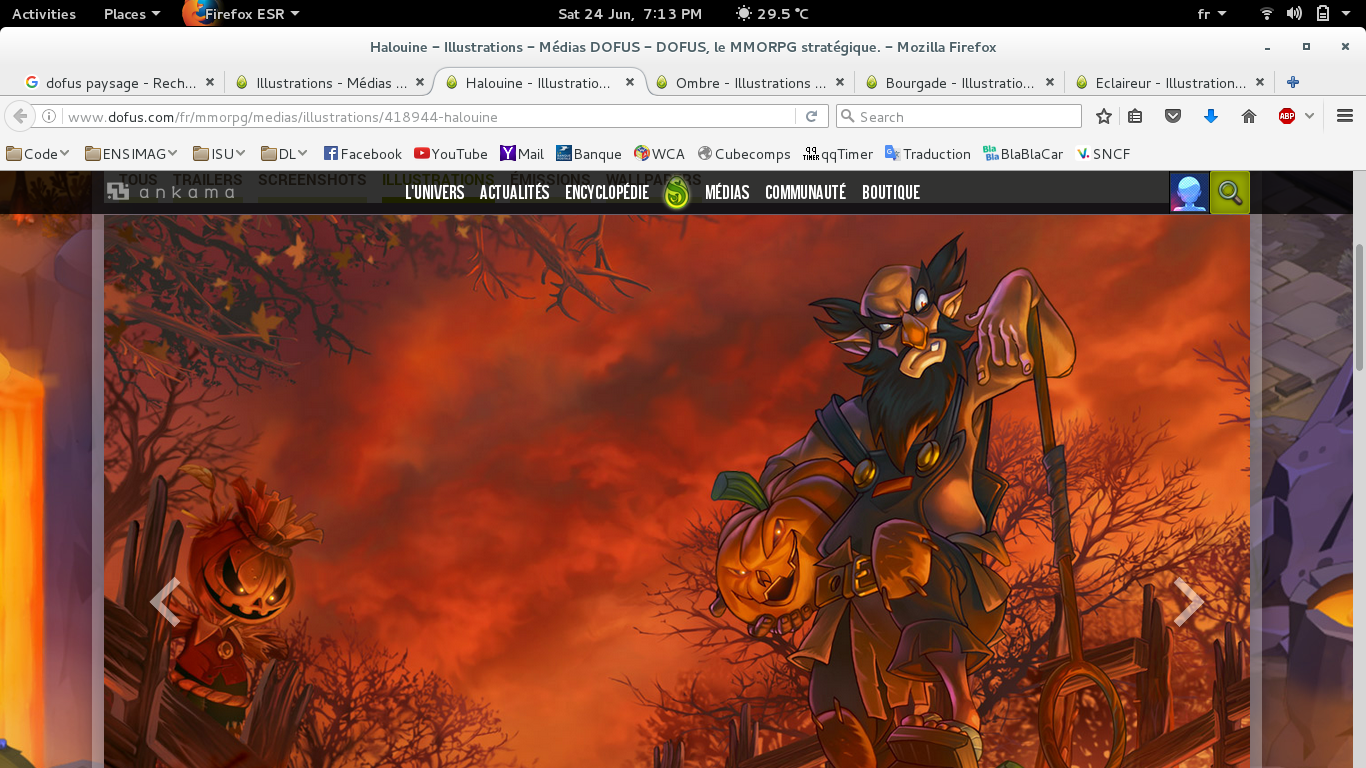 Activities Places Firefox ESR Sat 24 Jun, 7:13 PM 29.5 °C fr
Halouine – Illustrations – Médias DOFUS – DOFUS, le MMORPG stratégique. – Mozilla Firefox
dofus paysage - Rech... Illustrations - Médias ... Halouine - Illustratio... Ombre - Illustrations ... Bourgade - Illustratio... Eclaireur - Illustration...
www.dofus.com/fr/mmorpg/medias/illustrations/418944-halouine Search ABP
Code ENSIMAG ISU DL Facebook YouTube Mail Banque WCA Cubecomps qqTimer Traduction BlaBlaCar V. SNCF
TOUS TRAILERS SCREENSHOTS ILLUSTRATIONS ÉMISSIONS WALLPAPERS
ankama L'UNIVERS ACTUALITÉS ENCYCLOPÉDIE MÉDIAS COMMUNAUTÉ BOUTIQUE